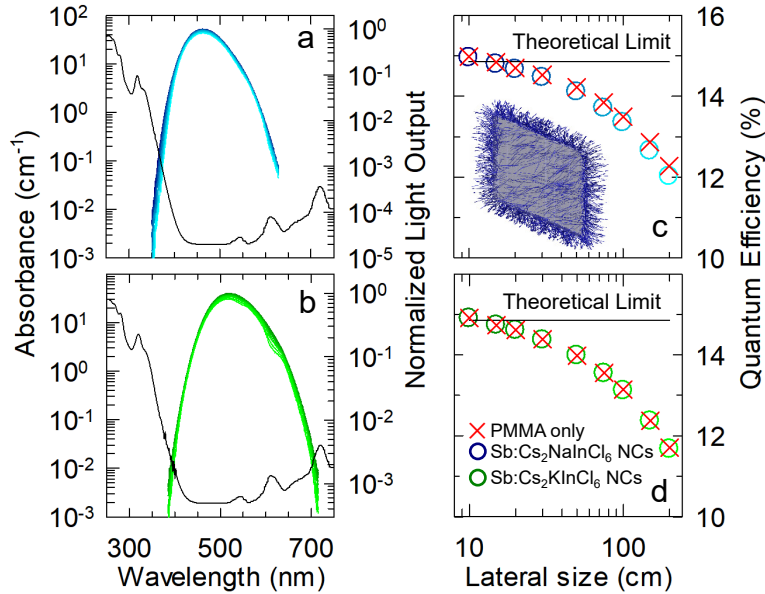 a
10²
10¹
10⁰
10⁻¹
10⁻²
10⁻³
10⁰
10⁻¹
10⁻²
10⁻³
10⁻⁴
10⁻⁵
b
10¹
10⁰
10⁻¹
10⁻²
10⁻³
10⁰
10⁻¹
10⁻²
10⁻³
300
500
700
Wavelength (nm)
Absorbance (cm⁻¹)
Normalized Light Output
Theoretical Limit
c
16
14
12
10
Theoretical Limit
PMMA only
Sb:Cs₂NaInCl₆ NCs
Sb:Cs₂KInCl₆ NCs
d
14
12
10
10
100
Lateral size (cm)
Quantum Efficiency (%)